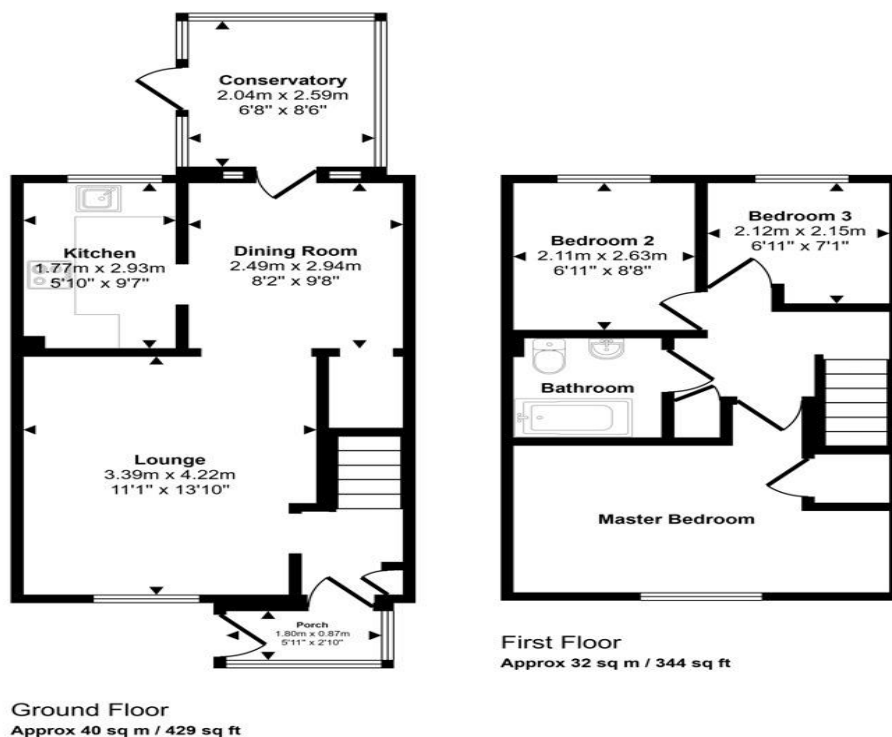 Conservatory
2.04m x 2.59m
6'8" x 8'6"
Kitchen
1.77m x 2.93m
5'10" x 9'7"
Dining Room
2.49m x 2.94m
8'2" x 9'8"
Lounge
3.39m x 4.22m
11'1" x 13'10"
Porch
1.80m x 0.87m
5'11" x 2'10"
Ground Floor
Approx 40 sq m / 429 sq ft
Bedroom 2
2.11m x 2.63m
6'11" x 8'8"
Bedroom 3
2.12m x 2.15m
6'11" x 7'1"
Bathroom
Master Bedroom
First Floor
Approx 32 sq m / 344 sq ft